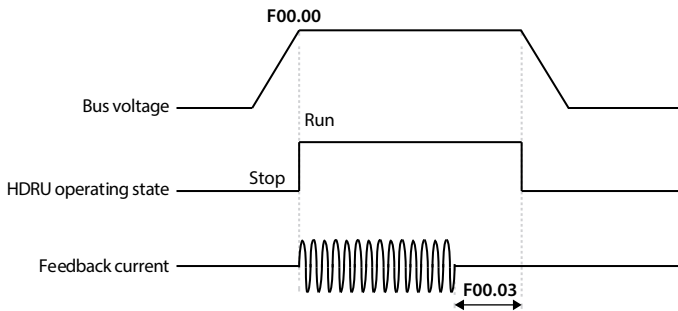 F00.00
Bus voltage
Run
Stop
HDRU operating state
Feedback current
F00.03